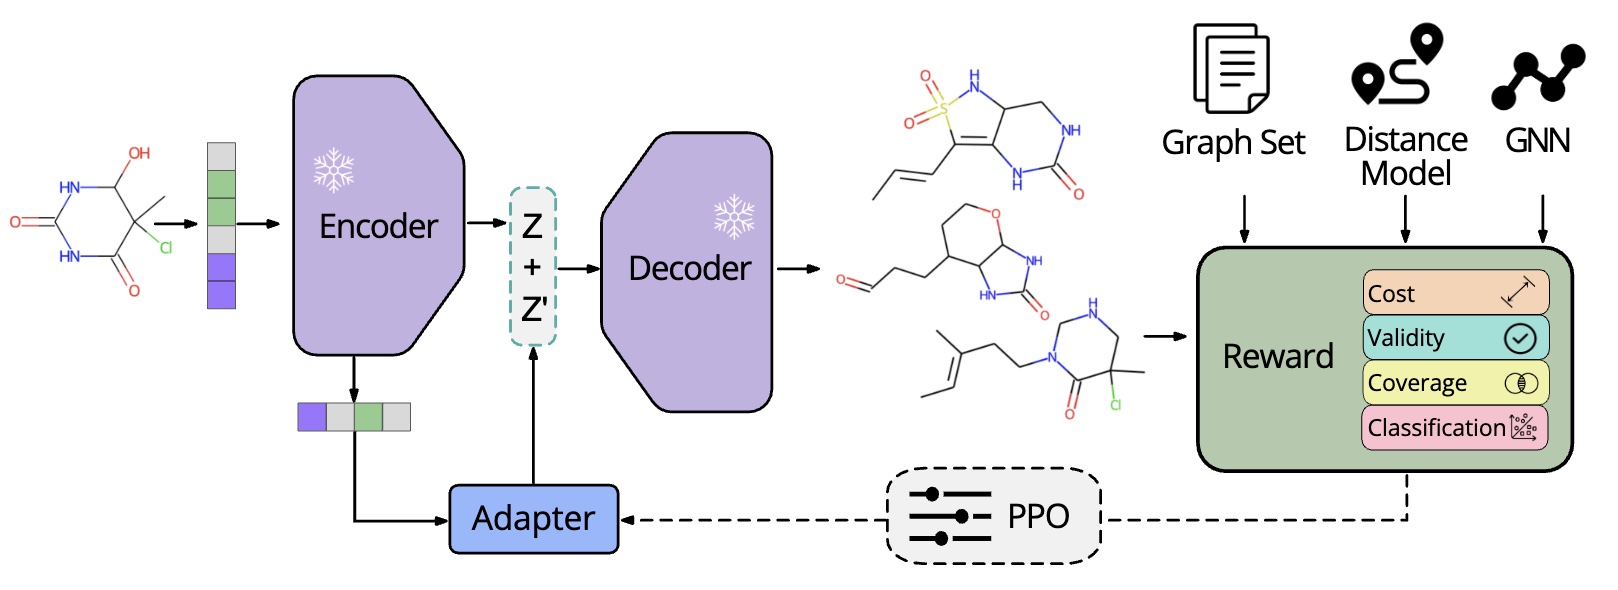 OH
HN
O
HN
Cl
O
Encoder
Z
+
Z'
Decoder
O
H
N
S
O
NH
N
H
O
O
NH
O
HN
O
H
N
N
O
Cl
Graph Set
Distance
Model
GNN
Reward
Cost
Validity
Coverage
Classification
Adapter
PPO